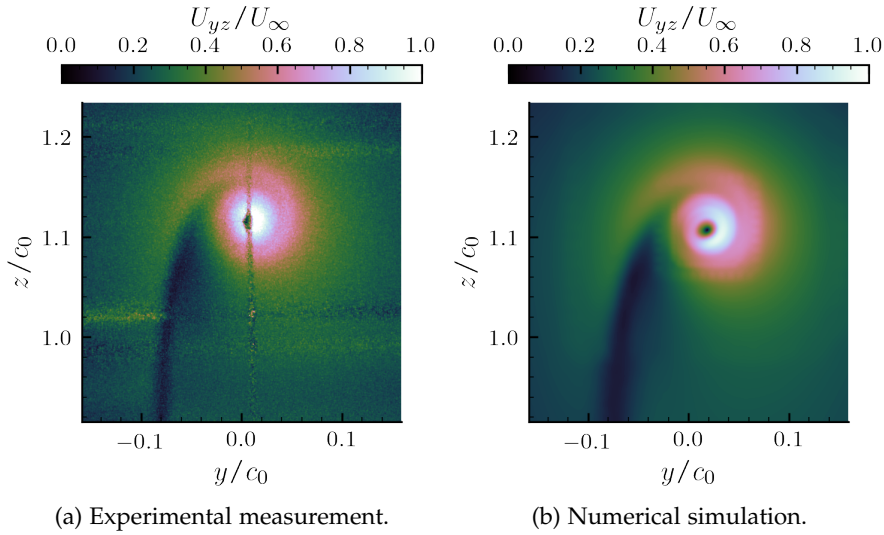 U_{yz}/U_∞
0.0 0.2 0.4 0.6 0.8 1.0
z/c_0
1.2
1.1
1.0
−0.1 0.0 0.1
y/c_0
(a) Experimental measurement.
U_{yz}/U_∞
0.0 0.2 0.4 0.6 0.8 1.0
z/c_0
1.2
1.1
1.0
−0.1 0.0 0.1
y/c_0
(b) Numerical simulation.